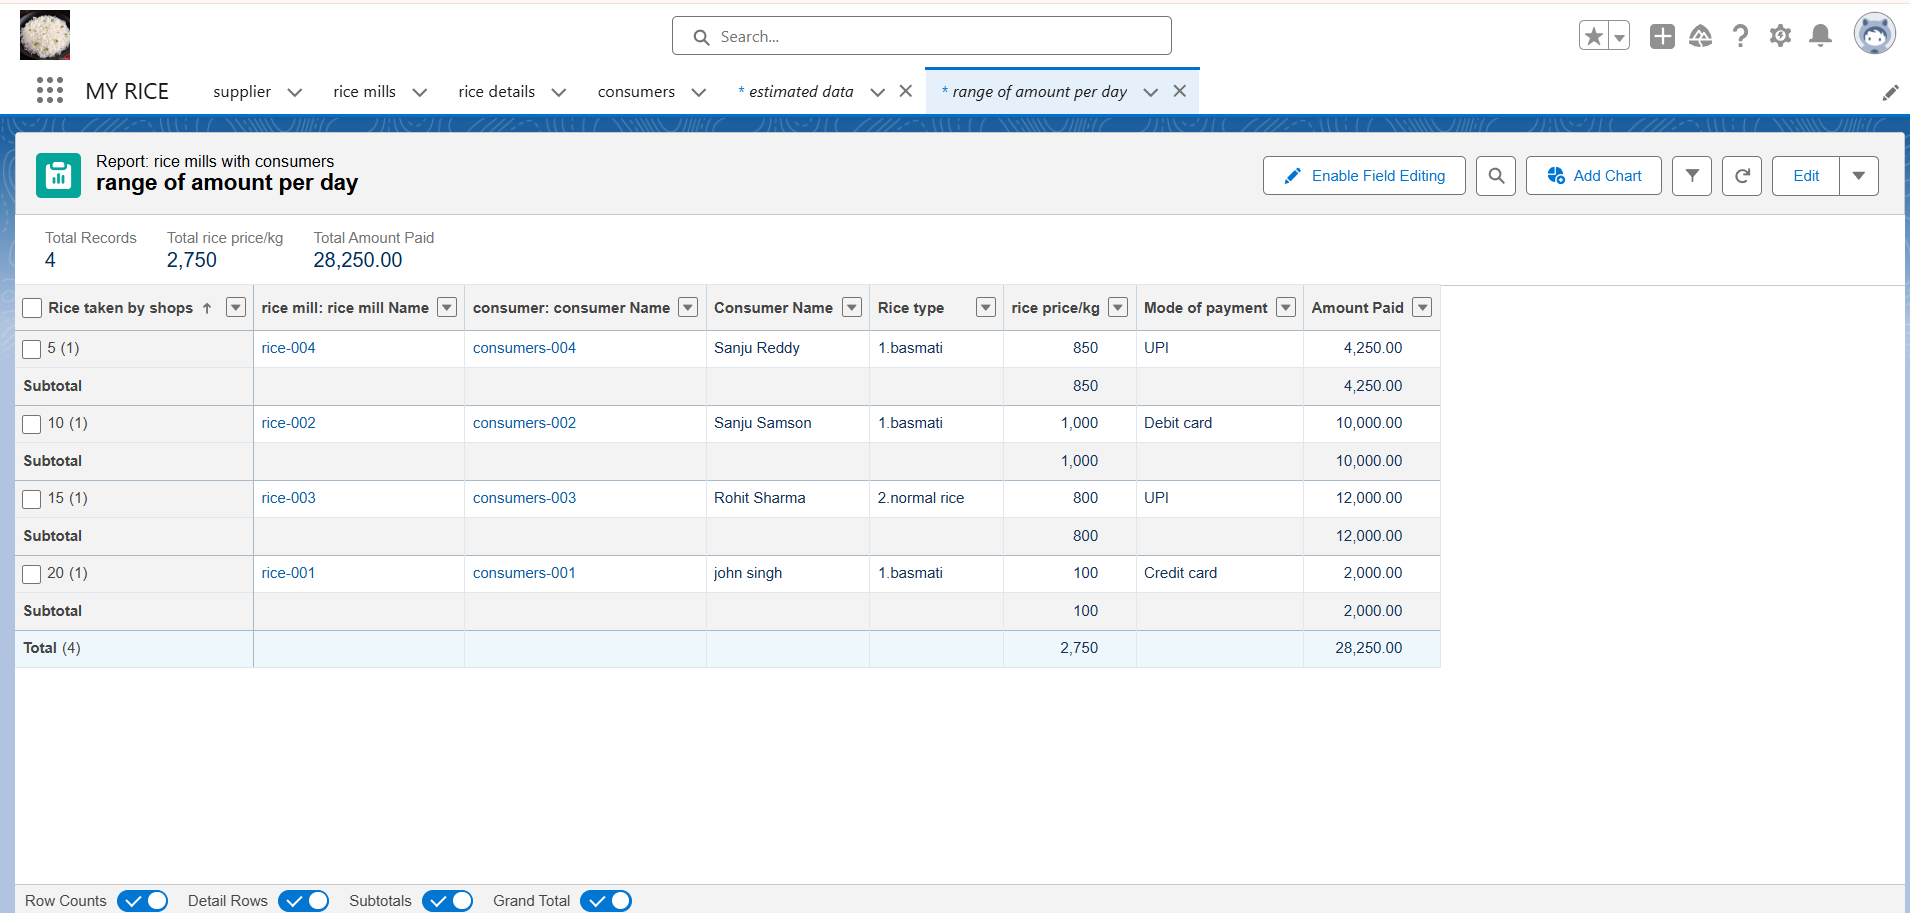 Search...
MY RICE supplier rice mills rice details consumers * estimated data * range of amount per day
Report: rice mills with consumers
range of amount per day
Enable Field Editing Add Chart Edit
Total Records Total rice price/kg Total Amount Paid
4 2,750 28,250.00
Rice taken by shops ↑ rice mill: rice mill Name consumer: consumer Name Consumer Name Rice type rice price/kg Mode of payment Amount Paid
5 (1) rice-004 consumers-004 Sanju Reddy 1.basmati 850 UPI 4,250.00
Subtotal 850 4,250.00
10 (1) rice-002 consumers-002 Sanju Samson 1.basmati 1,000 Debit card 10,000.00
Subtotal 1,000 10,000.00
15 (1) rice-003 consumers-003 Rohit Sharma 2.normal rice 800 UPI 12,000.00
Subtotal 800 12,000.00
20 (1) rice-001 consumers-001 john singh 1.basmati 100 Credit card 2,000.00
Subtotal 100 2,000.00
Total (4) 2,750 28,250.00
Row Counts Detail Rows Subtotals Grand Total